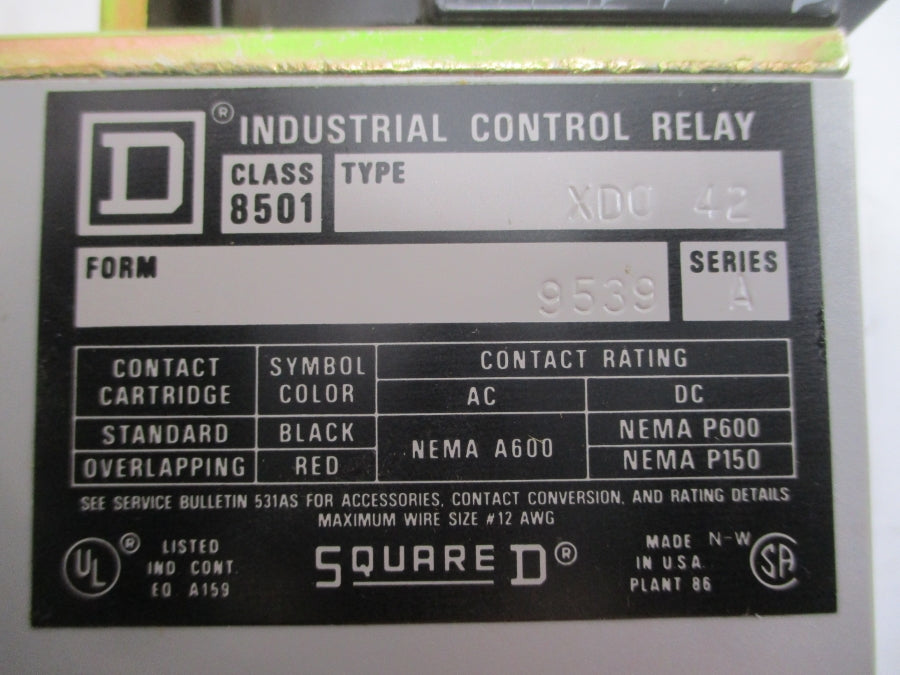 D ® INDUSTRIAL CONTROL RELAY
CLASS 8501 TYPE XDO 42
FORM 9539 SERIES A
CONTACT CARTRIDGE SYMBOL COLOR CONTACT RATING
AC DC
STANDARD BLACK NEMA A600 NEMA P600
OVERLAPPING RED NEMA P150
SEE SERVICE BULLETIN 531AS FOR ACCESSORIES, CONTACT CONVERSION, AND RATING DETAILS
MAXIMUM WIRE SIZE #12 AWG
UL ® LISTED
IND CONT.
EQ A159
SQUARE D ®
MADE N-W
IN U.S.A.
PLANT 86
SA